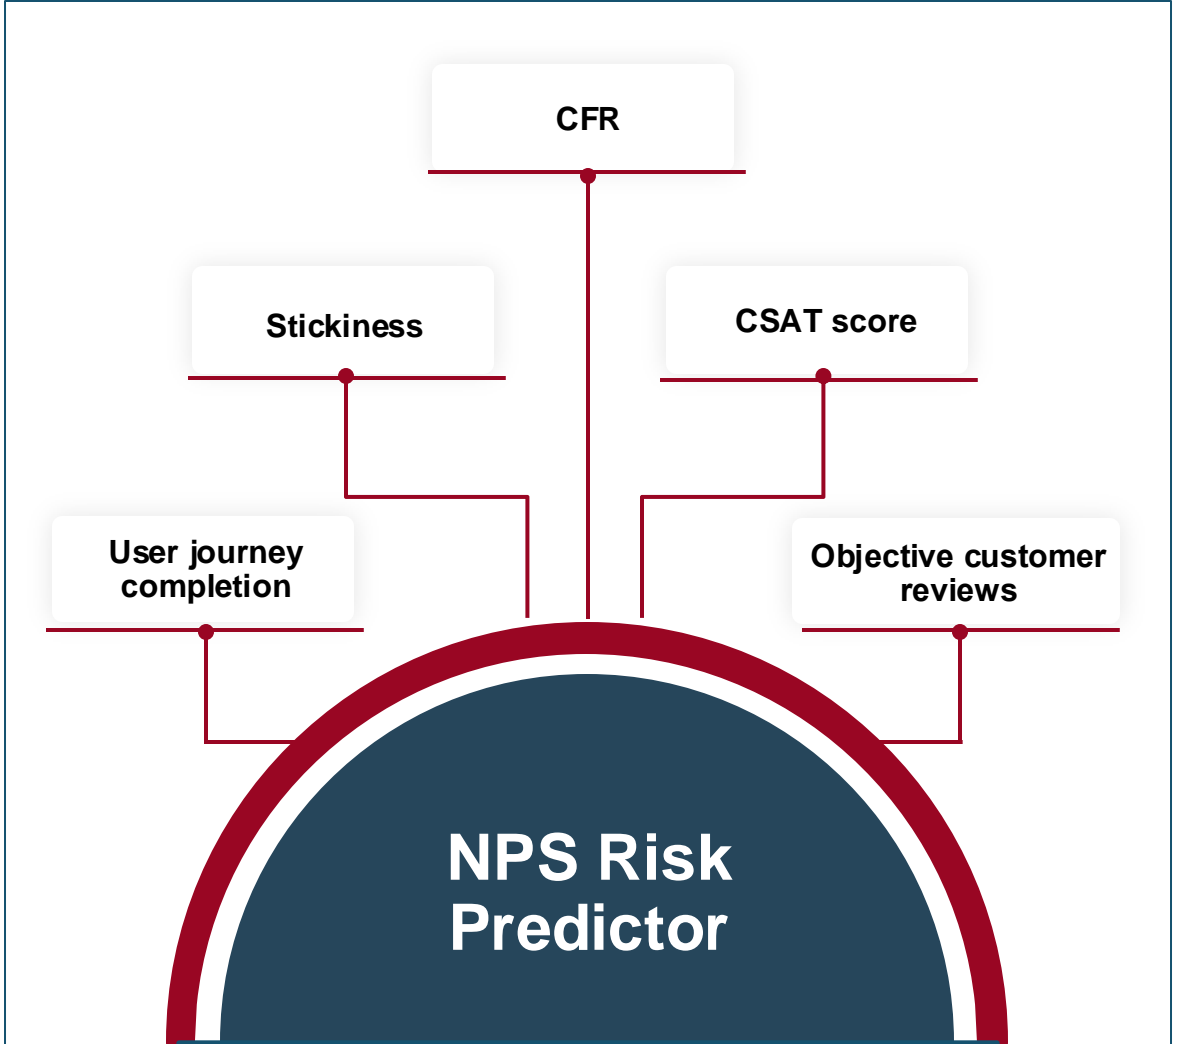 CFR
Stickiness
CSAT score
User journey
completion
Objective customer
reviews
NPS Risk
Predictor